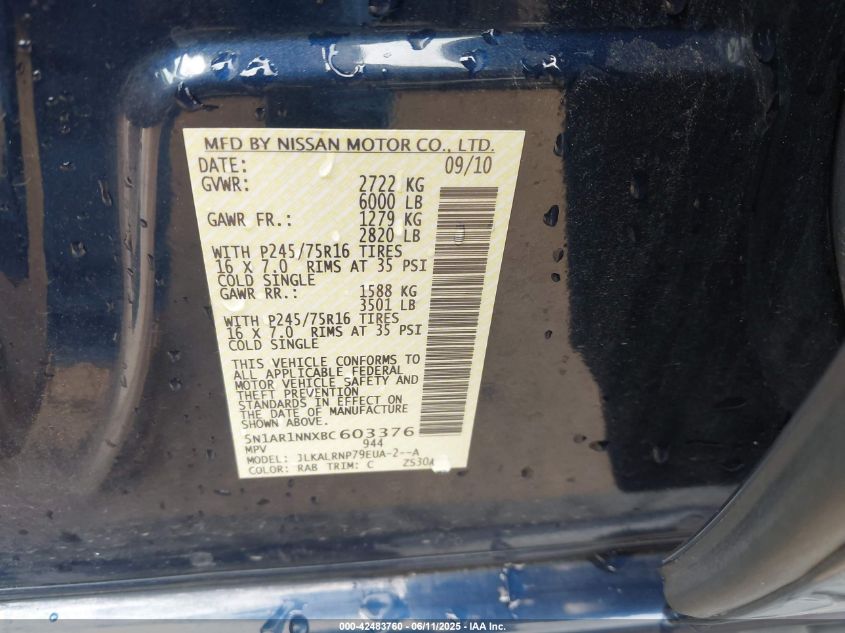 MFD BY NISSAN MOTOR CO., LTD.
DATE: 09/10
GVWR: 2722 KG
6000 LB
GAWR FR.: 1279 KG
2820 LB
WITH P245/75R16 TIRES
16 X 7.0 RIMS AT 35 PSI
COLD SINGLE
GAWR RR.: 1588 KG
3501 LB
WITH P245/75R16 TIRES
16 X 7.0 RIMS AT 35 PSI
COLD SINGLE
THIS VEHICLE CONFORMS TO
ALL APPLICABLE FEDERAL
MOTOR VEHICLE SAFETY AND
THEFT PREVENTION
STANDARDS IN EFFECT ON
THE DATE OF MANUFACTURE
SHOWN ABOVE.
5N1AR1NNXBC603376
MPV 944
MODEL: JLKALRNP79EUA-2--A
COLOR: RAB TRIM: C ZS30A
000-42483760 - 06/11/2025 - IAA Inc.